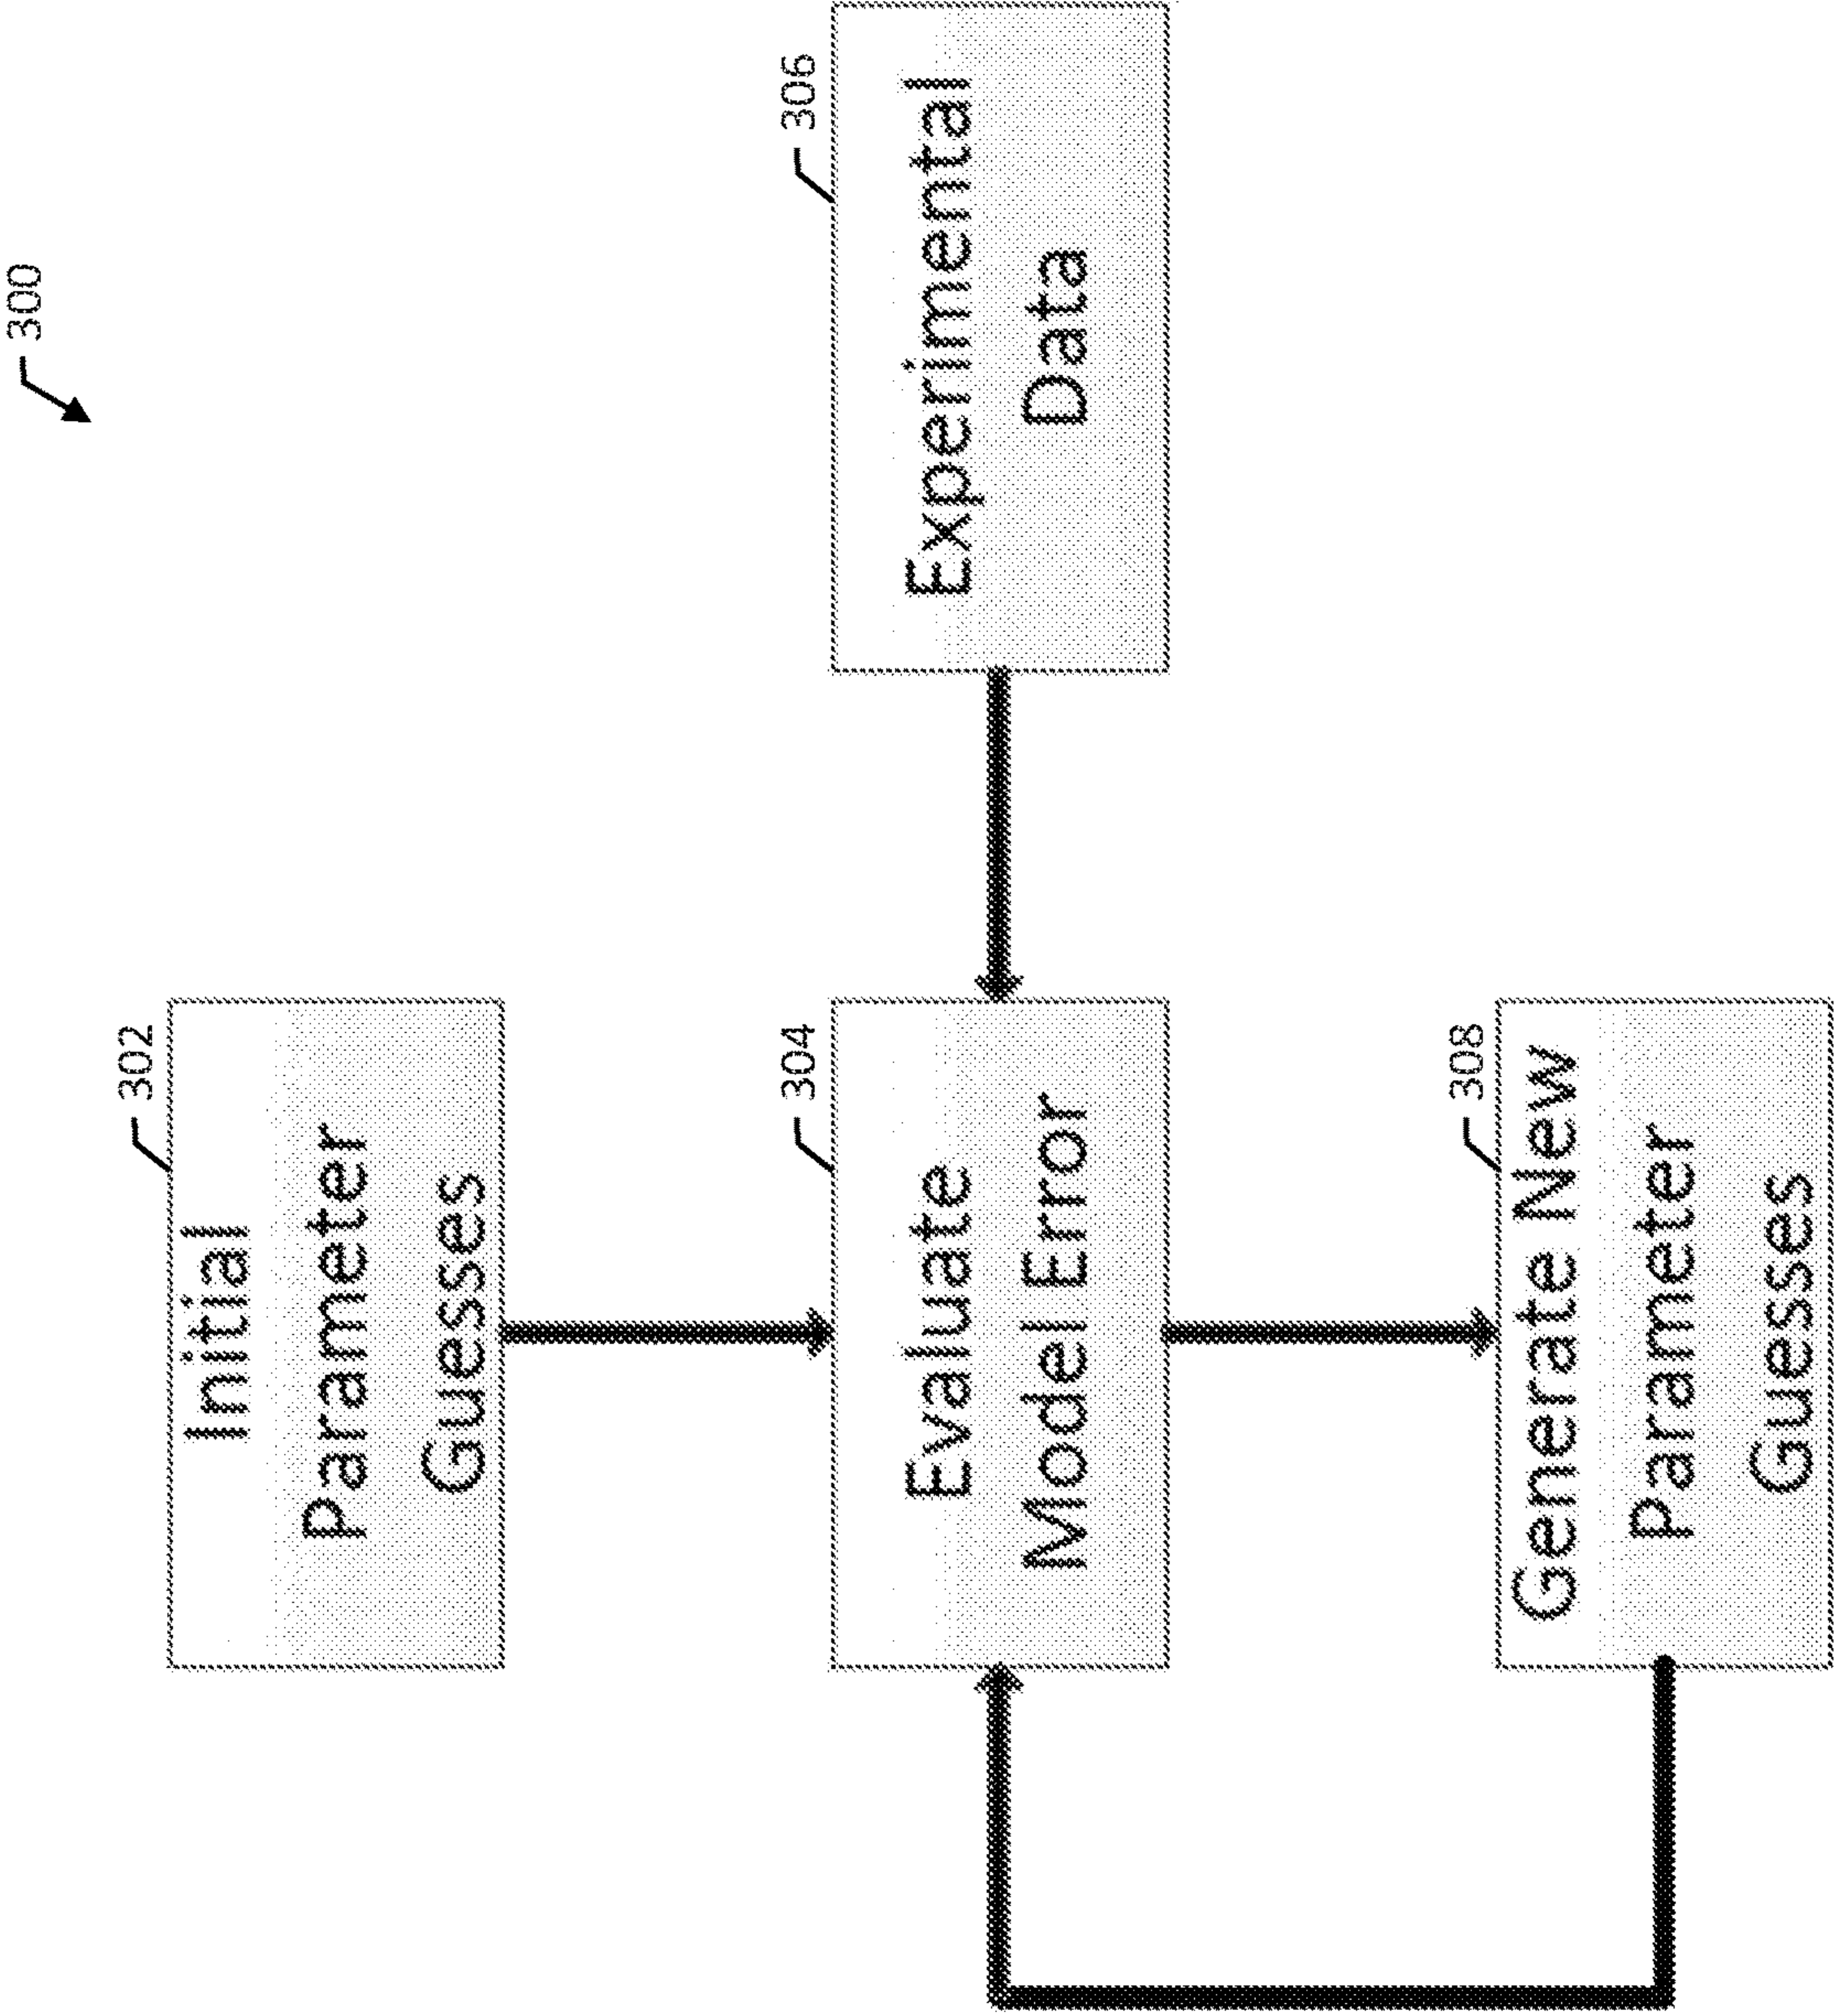 300
302
Initial
Parameter
Guesses
304
Evaluate
Model Error
306
Experimental
Data
308
Generate New
Parameter
Guesses